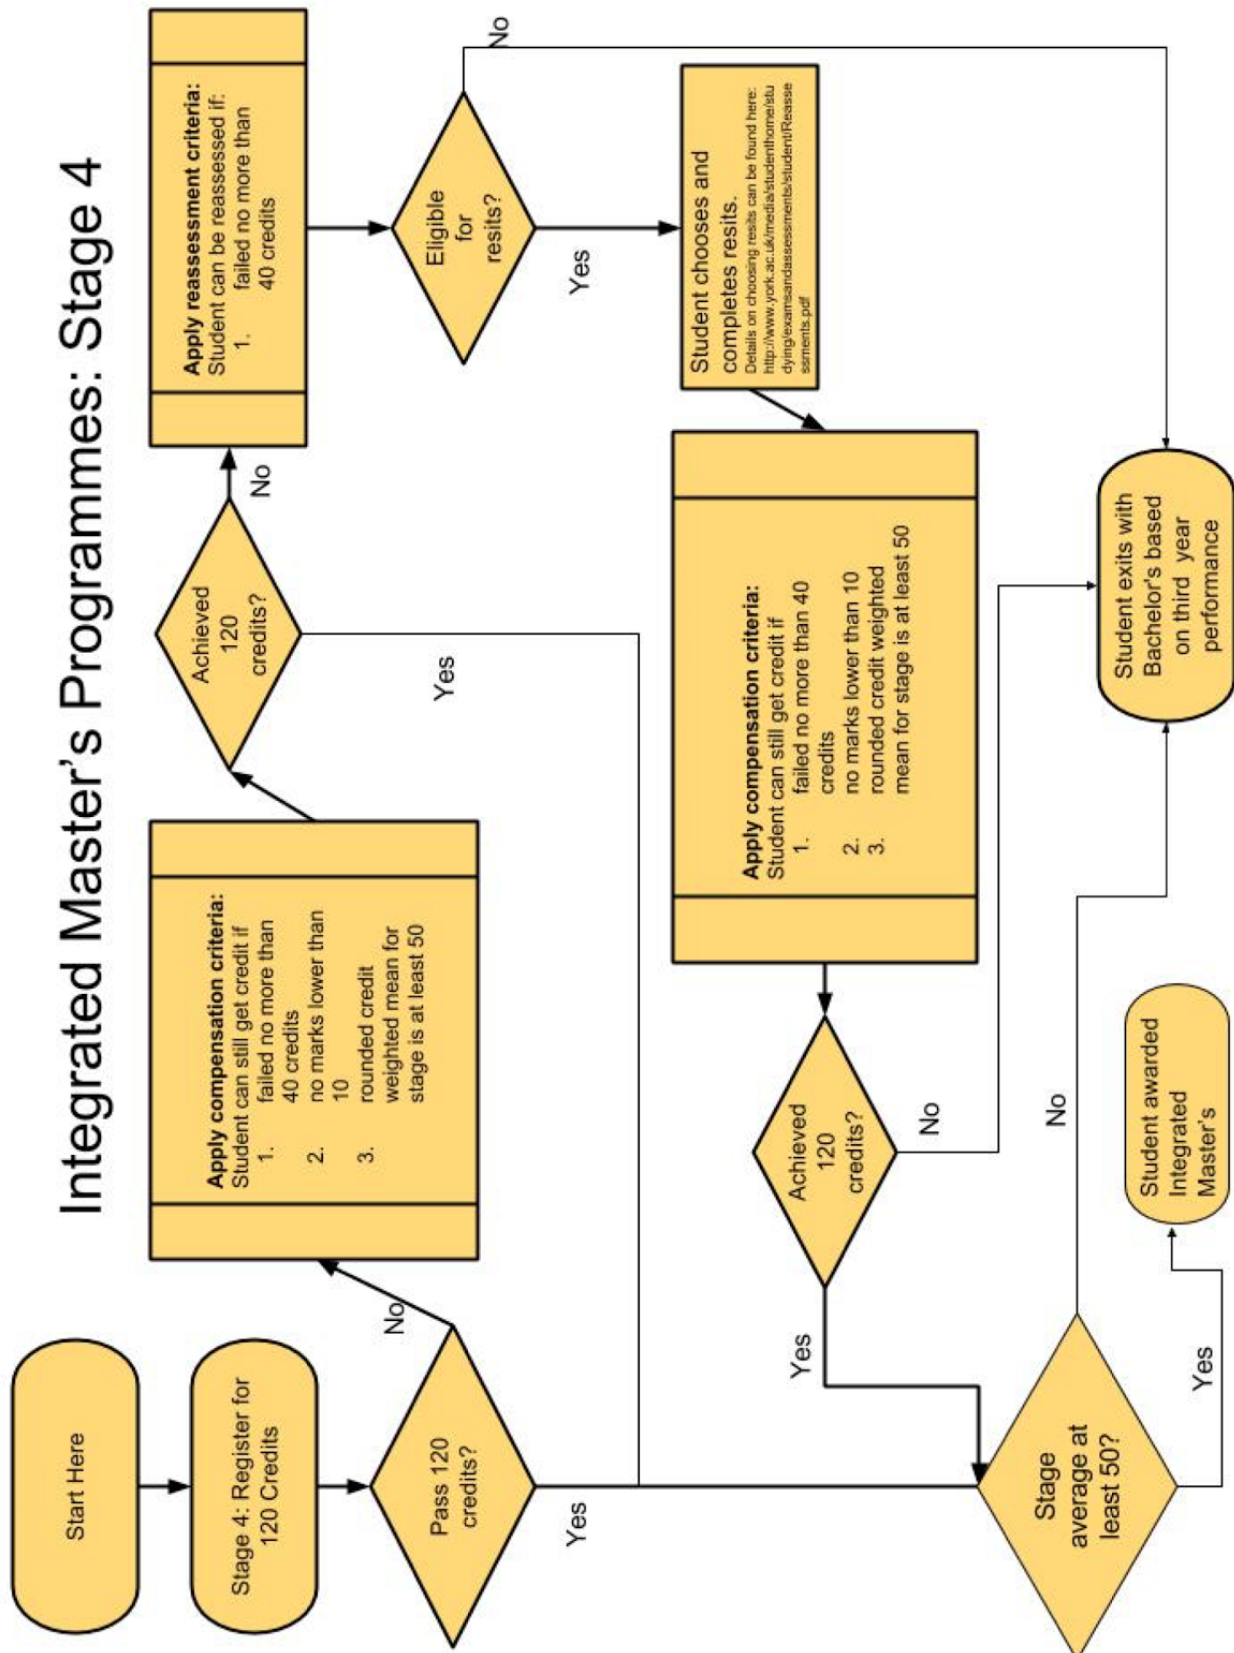 Integrated Master's Programmes: Stage 4
Start Here
Stage 4: Register for
120 Credits
Pass 120
credits?
No
Yes
Apply compensation criteria:
Student can still get credit if
1. failed no more than
40 credits
2. no marks lower than
10
3. rounded credit
weighted mean for
stage is at least 50
Achieved
120
credits?
No
Yes
Apply reassessment criteria:
Student can be reassessed if:
1. failed no more than
40 credits
Eligible
for
resits?
No
Yes
Student chooses and
completes resits.
Details on choosing resits can be found here:
http://www.york.ac.uk/media/studenthome/stu
dying/examsandassessments/student/Reasse
ssments.pdf
Apply compensation criteria:
Student can still get credit if
1. failed no more than 40
credits
2. no marks lower than 10
3. rounded credit weighted
mean for stage is at least 50
Achieved
120
credits?
Yes
No
Stage
average at
least 50?
No
Yes
Student awarded
Integrated
Master's
Student exits with
Bachelor's based
on third year
performance